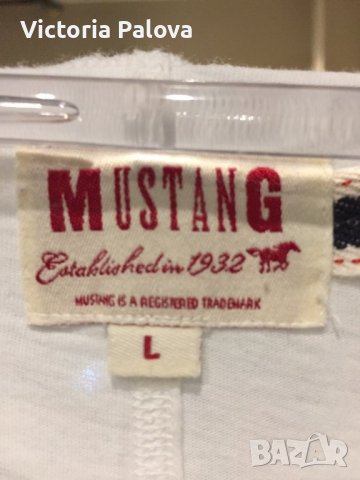 Victoria Palova
MUSTANG
Established in 1932
MUSTANG IS A REGISTERED TRADEMARK
L
BAZAR